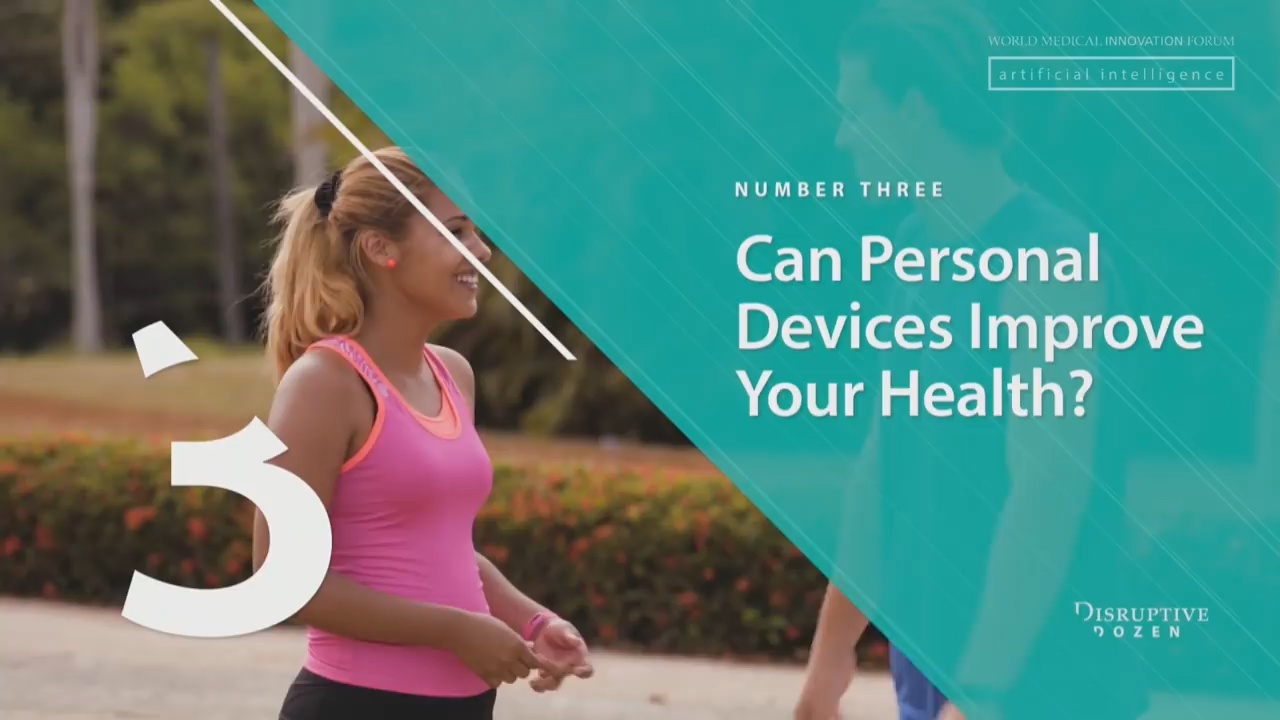 WORLD MEDICAL INNOVATION FORUM
artificial intelligence
NUMBER THREE
Can Personal
Devices Improve
Your Health?
3
DISRUPTIVE
DOZEN